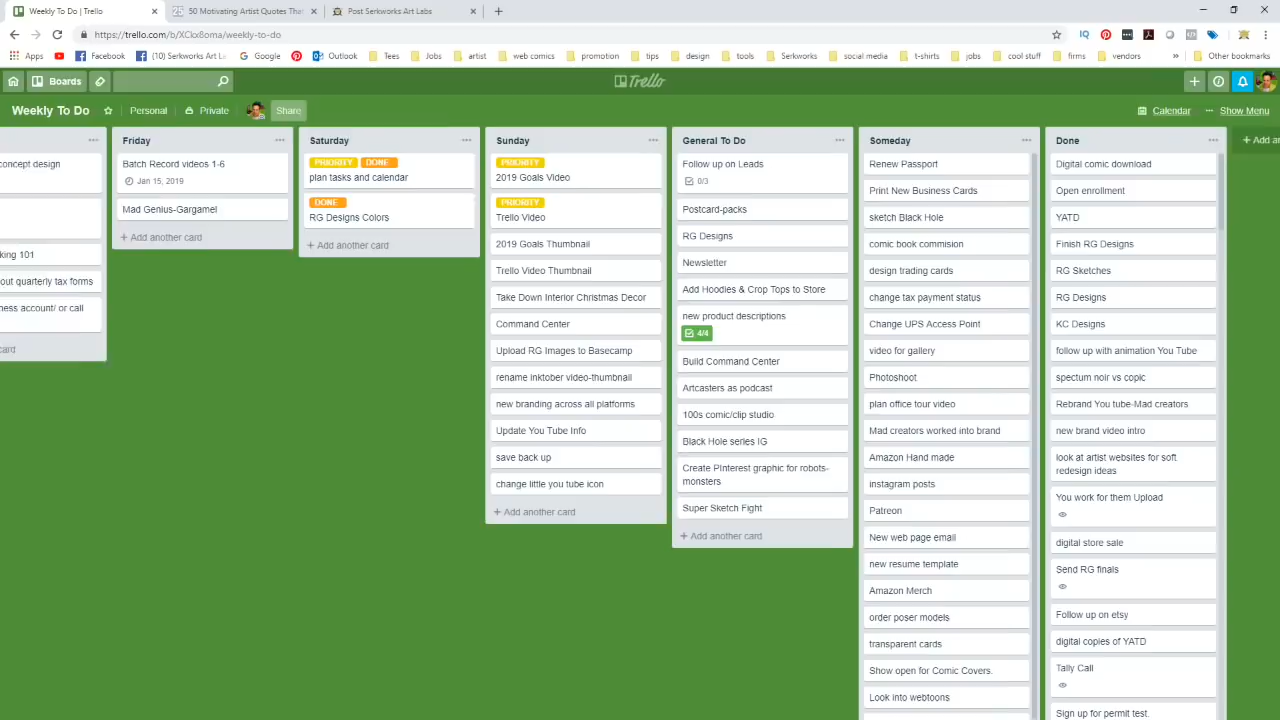 Weekly To Do | Trello
50 Motivating Artist Quotes Tha
Post Serkworks Art Labs
https://trello.com/b/XCkx8oma/weekly-to-do
Apps
Facebook
(10) Serkworks Art L
Google
Outlook
Tees
Jobs
artist
web comics
promotion
tips
design
tools
Serkworks
social media
t-shirts
jobs
cool stuff
firms
vendors
Other bookmarks
Boards
Trello
Weekly To Do
Personal
Private
Share
Calendar
Show Menu
concept design
king 101
out quarterly tax forms
ness account/ or call
card
Friday
Batch Record videos 1-6
Jan 15, 2019
Mad Genius-Gargamel
+ Add another card
Saturday
PRIORITY DONE
plan tasks and calendar
DONE
RG Designs Colors
+ Add another card
Sunday
PRIORITY
2019 Goals Video
PRIORITY
Trello Video
2019 Goals Thumbnail
Trello Video Thumbnail
Take Down Interior Christmas Decor
Command Center
Upload RG Images to Basecamp
rename Inktober video-thumbnail
new branding across all platforms
Update You Tube Info
save back up
change little you tube icon
+ Add another card
General To Do
Follow up on Leads
0/3
Postcard-packs
RG Designs
Newsletter
Add Hoodies & Crop Tops to Store
new product descriptions
4/4
Build Command Center
Artcasters as podcast
100s comic/clip studio
Black Hole series IG
Create PInterest graphic for robots-
monsters
Super Sketch Fight
+ Add another card
Someday
Renew Passport
Print New Business Cards
sketch Black Hole
comic book commision
design trading cards
change tax payment status
Change UPS Access Point
video for gallery
Photoshoot
plan office tour video
Mad creators worked into brand
Amazon Hand made
instagram posts
Patreon
New web page email
new resume template
Amazon Merch
order poser models
transparent cards
Show open for Comic Covers.
Look into webtoons
Done
Digital comic download
Open enrollment
YATD
Finish RG Designs
RG Sketches
RG Designs
KC Designs
follow up with animation You Tube
spectum noir vs copic
Rebrand You tube-Mad creators
new brand video intro
look at artist websites for soft
redesign ideas
You work for them Upload
digital store sale
Send RG finals
Follow up on etsy
digital copies of YATD
Tally Call
Sign up for permit test.
+ Add an